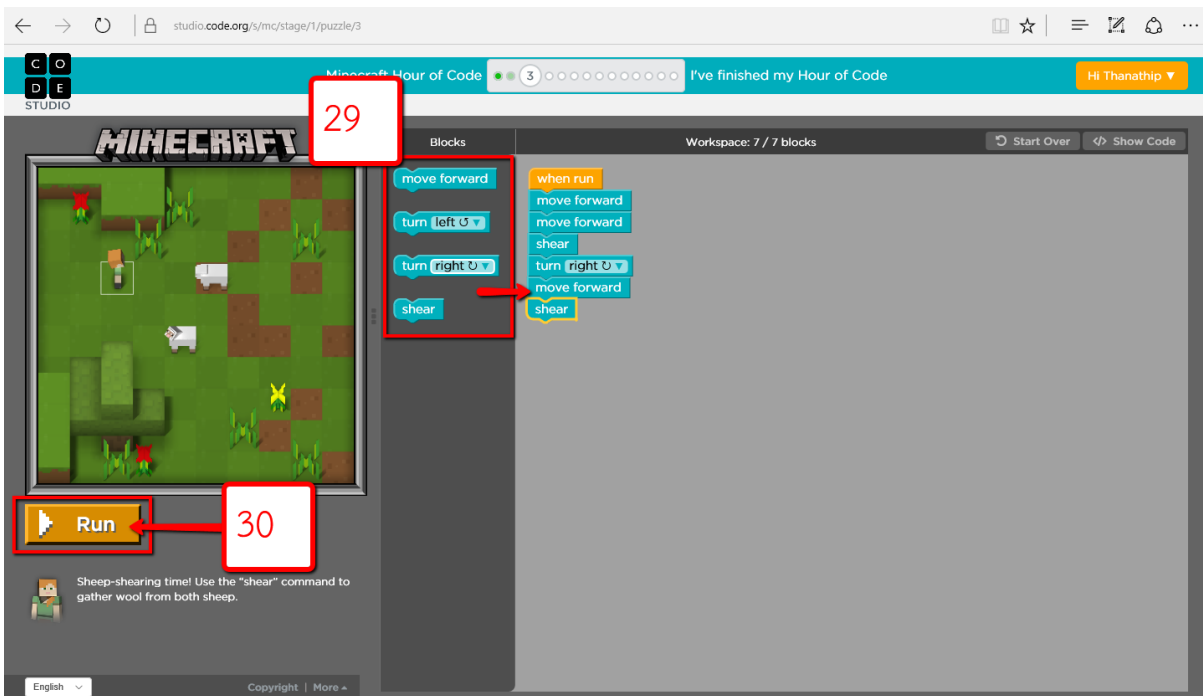 studio.code.org/s/mc/stage/1/puzzle/3
C O
D E
STUDIO
Minecraft Hour of Code
3
I've finished my Hour of Code
Hi Thanathip ▼
29
MINECRAFT
Blocks
Workspace: 7 / 7 blocks
Start Over
</> Show Code
move forward
turn left ↺ ▼
turn right ↻ ▼
shear
when run
move forward
move forward
shear
turn right ↻ ▼
move forward
shear
Run
30
Sheep-shearing time! Use the "shear" command to
gather wool from both sheep.
English
Copyright | More ▲